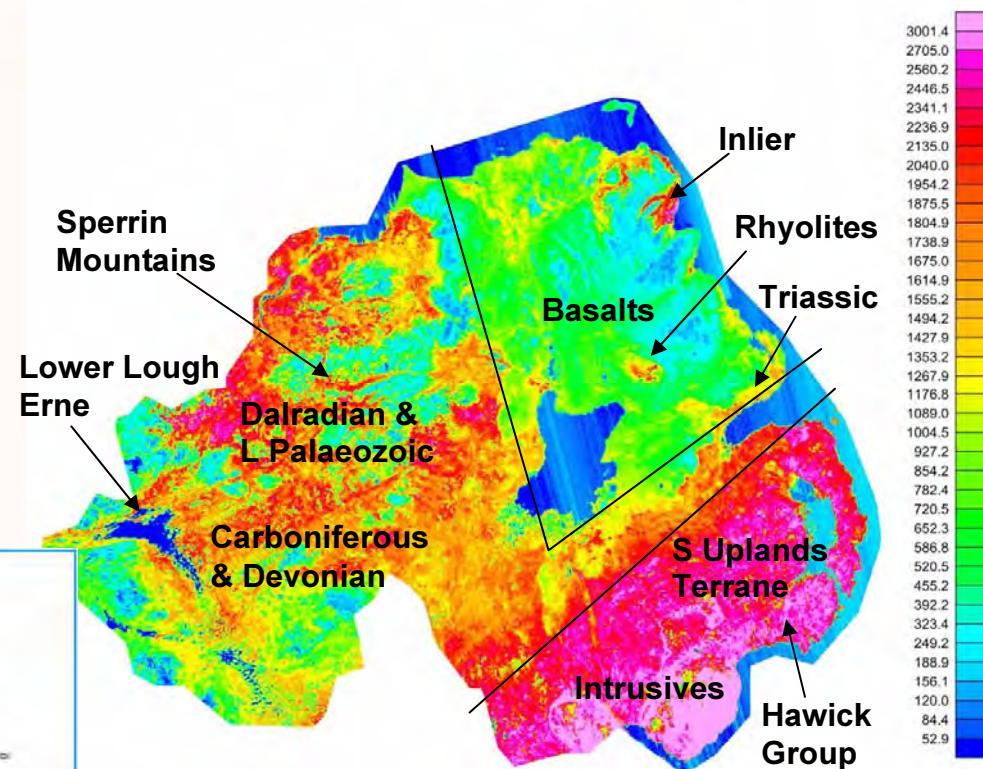 Inlier
Rhyolites
Triassic
Basalts
Sperrin
Mountains
Lower Lough
Erne
Dalradian &
L Palaeozoic
Carboniferous
& Devonian
S Uplands
Terrane
Intrusives
Hawick
Group
3001.4
2705.0
2560.2
2446.5
2341.1
2236.9
2135.0
2040.0
1954.2
1875.5
1804.9
1738.9
1675.0
1614.9
1555.2
1494.2
1427.9
1353.2
1267.9
1176.8
1089.0
1004.5
927.2
854.2
782.4
720.5
652.3
586.8
520.5
455.2
392.2
323.4
249.2
188.9
156.1
120.0
84.4
52.9